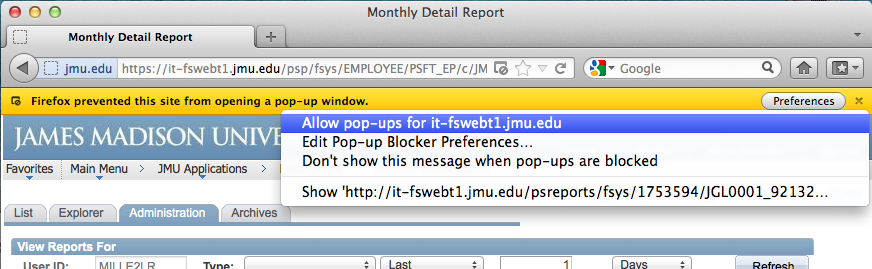 Monthly Detail Report
Monthly Detail Report
jmu.edu https://it-fswebt1.jmu.edu/psp/fsys/EMPLOYEE/PSFT_EP/c/JM Google
Firefox prevented this site from opening a pop-up window. Preferences
Allow pop-ups for it-fswebt1.jmu.edu
JAMES MADISON UNIVER
Edit Pop-up Blocker Preferences...
Don't show this message when pop-ups are blocked
Favorites Main Menu > JMU Applications >
Show 'http://it-fswebt1.jmu.edu/psreports/fsys/1753594/JGL0001_92132...
List Explorer Administration Archives
View Reports For
User ID: MILLE2LR Type: Last 1 Days Refresh